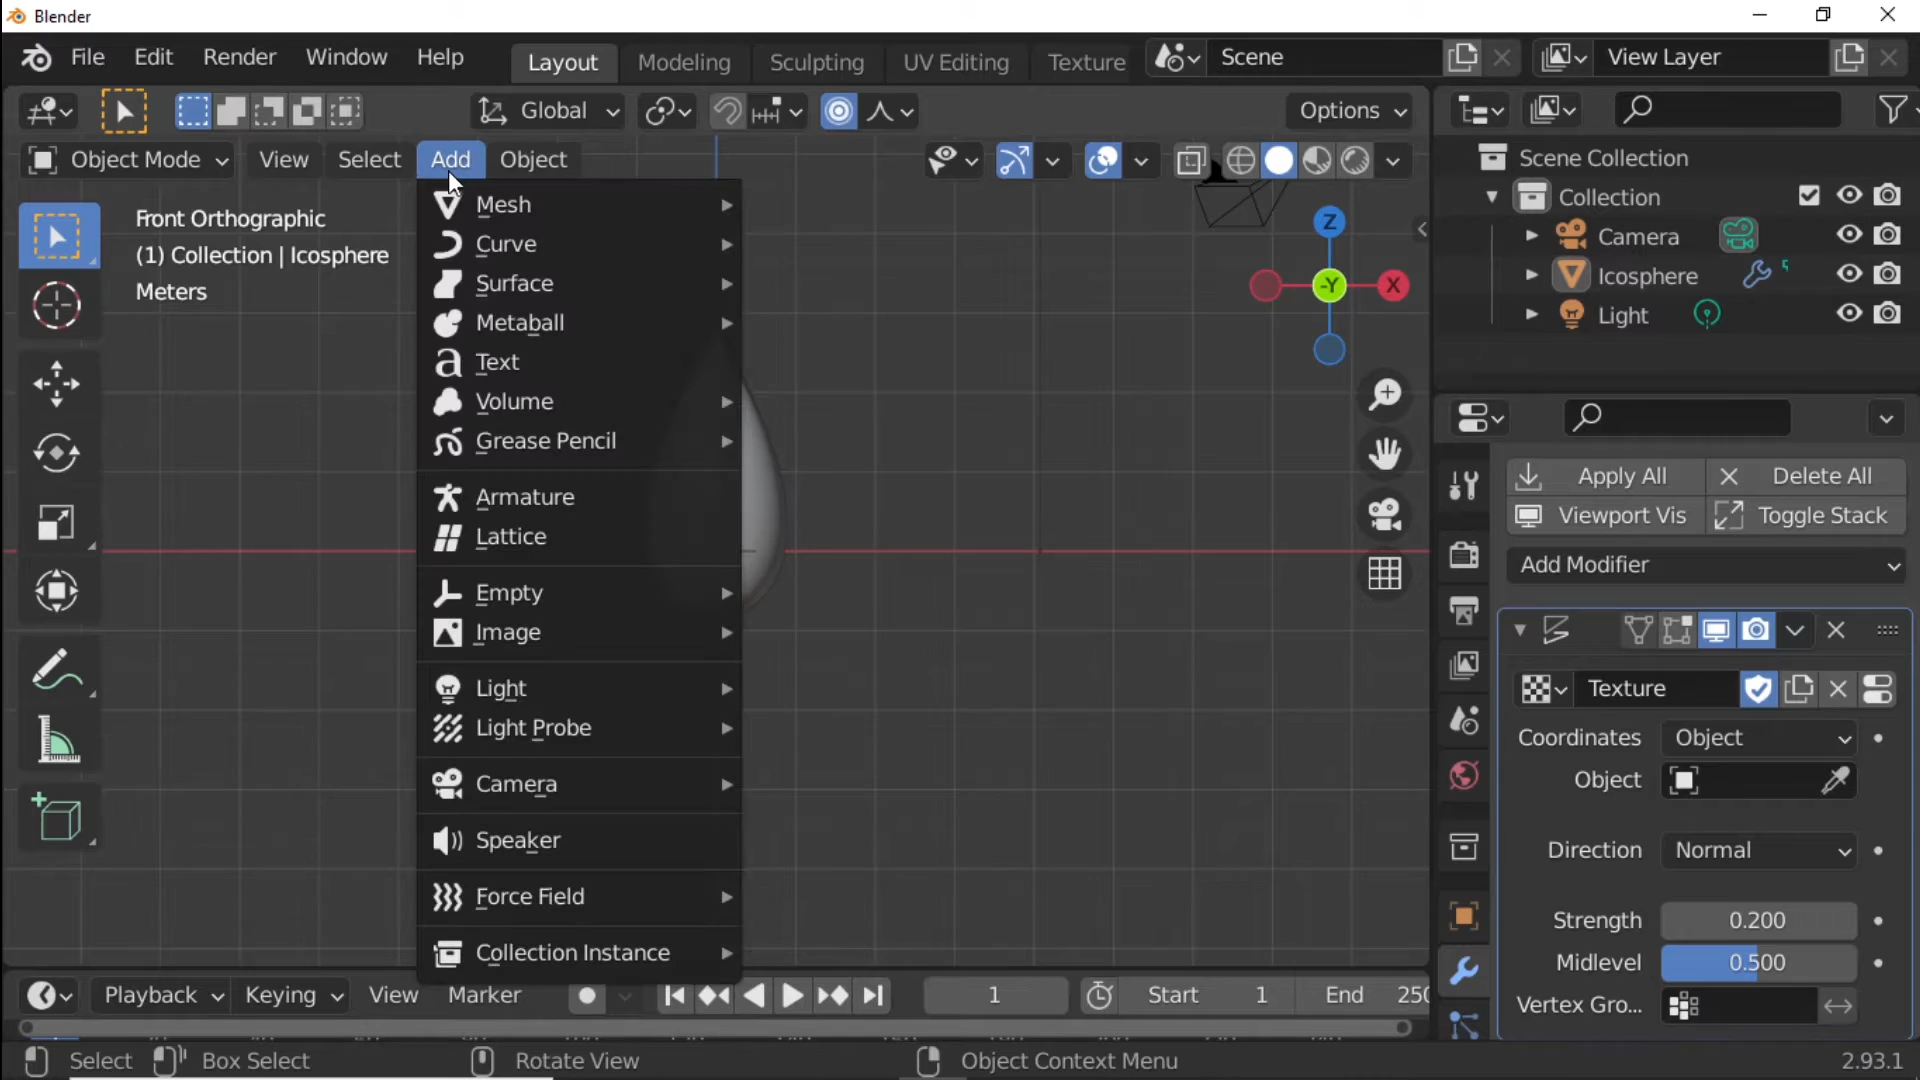 Blender
File Edit Render Window Help Layout Modeling Sculpting UV Editing Texture Scene View Layer
Global Options
Object Mode View Select Add Object
Front Orthographic
(1) Collection | Icosphere
Meters
Mesh
Curve
Surface
Metaball
Text
Volume
Grease Pencil
Armature
Lattice
Empty
Image
Light
Light Probe
Camera
Speaker
Force Field
Collection Instance
Z
-Y X
Scene Collection
Collection
Camera
Icosphere
Light
Apply All Delete All
Viewport Vis Toggle Stack
Add Modifier
Texture
Coordinates Object
Object
Direction Normal
Strength 0.200
Midlevel 0.500
Vertex Gro...
Playback Keying View Marker 1 Start 1 End 250
Select Box Select Rotate View Object Context Menu 2.93.1